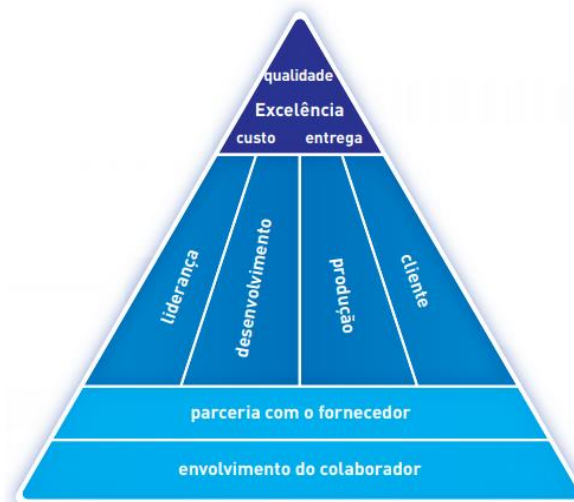 qualidade
Excelência
custo entrega
liderança
desenvolvimento
produção
cliente
parceria com o fornecedor
envolvimento do colaborador